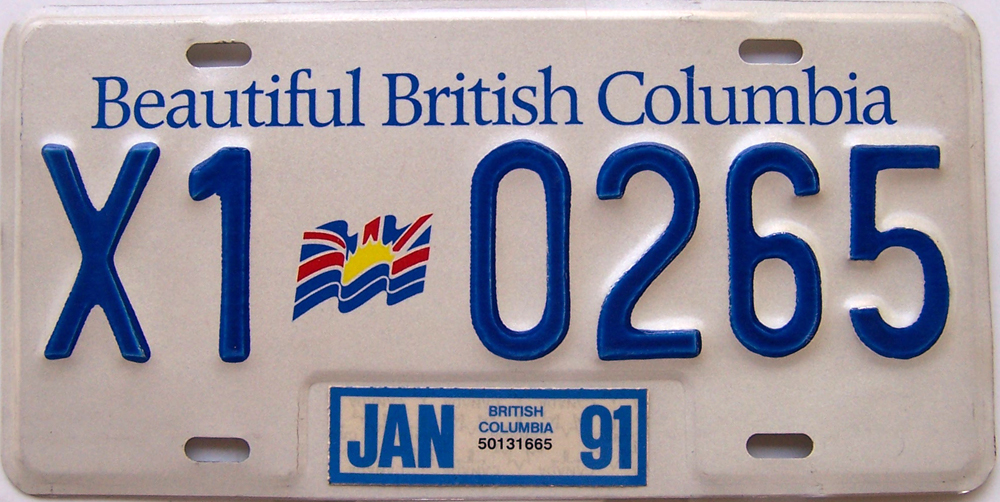 Beautiful British Columbia
X1 0265
JAN BRITISH COLUMBIA 50131665 91